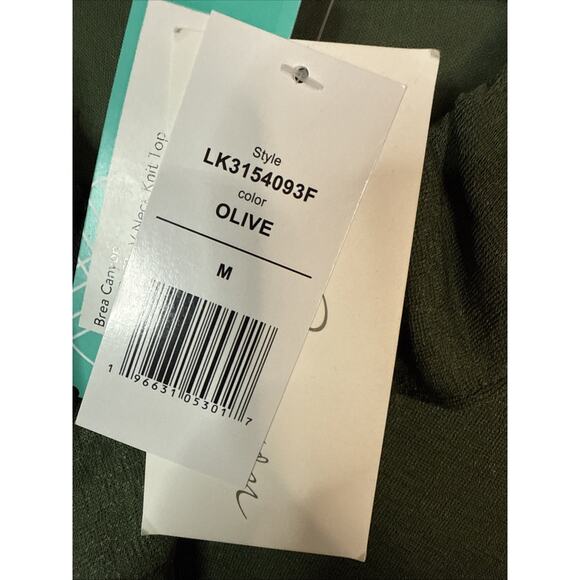 Style
LK3154093F
color
OLIVE
M
1 96631 05301 7
Brea Canyon
V Neck Knit Top